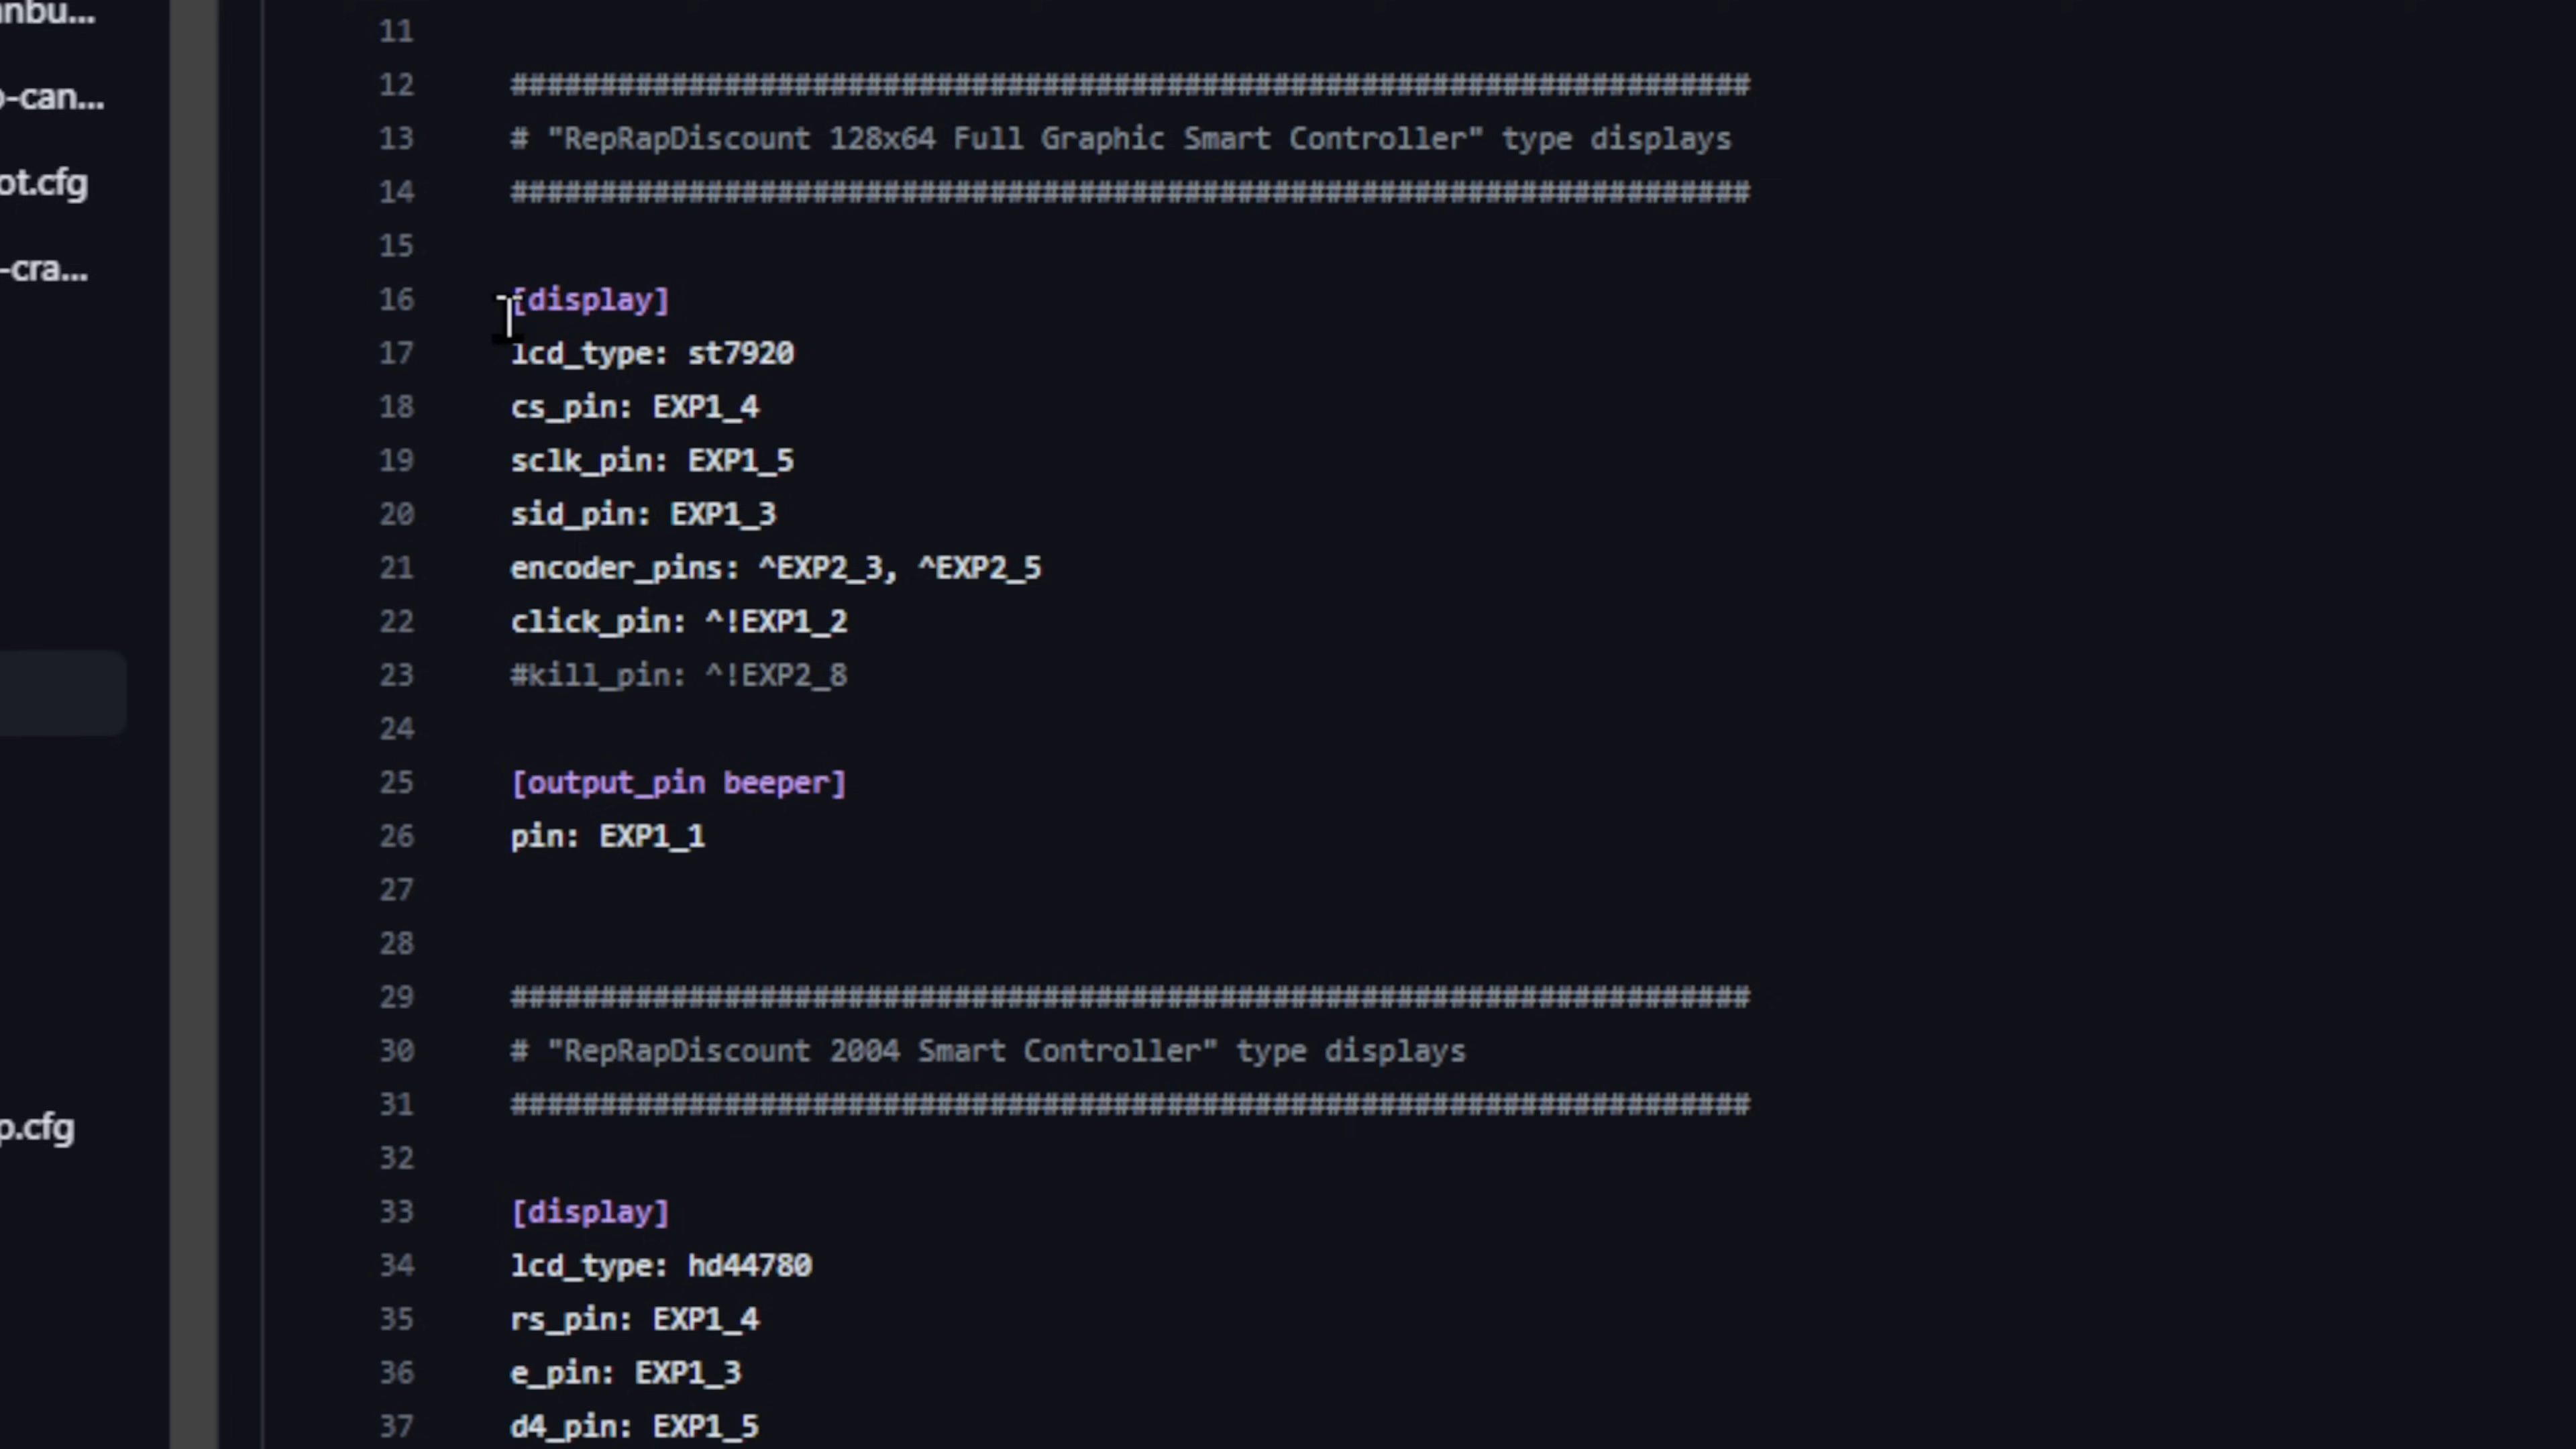 nbu...
-can...
ot.cfg
-cra...
p.cfg
11
12 ######################################################################
13 # "RepRapDiscount 128x64 Full Graphic Smart Controller" type displays
14 ######################################################################
15
16 [display]
17 lcd_type: st7920
18 cs_pin: EXP1_4
19 sclk_pin: EXP1_5
20 sid_pin: EXP1_3
21 encoder_pins: ^EXP2_3, ^EXP2_5
22 click_pin: ^!EXP1_2
23 #kill_pin: ^!EXP2_8
24
25 [output_pin beeper]
26 pin: EXP1_1
27
28
29 ######################################################################
30 # "RepRapDiscount 2004 Smart Controller" type displays
31 ######################################################################
32
33 [display]
34 lcd_type: hd44780
35 rs_pin: EXP1_4
36 e_pin: EXP1_3
37 d4_pin: EXP1_5